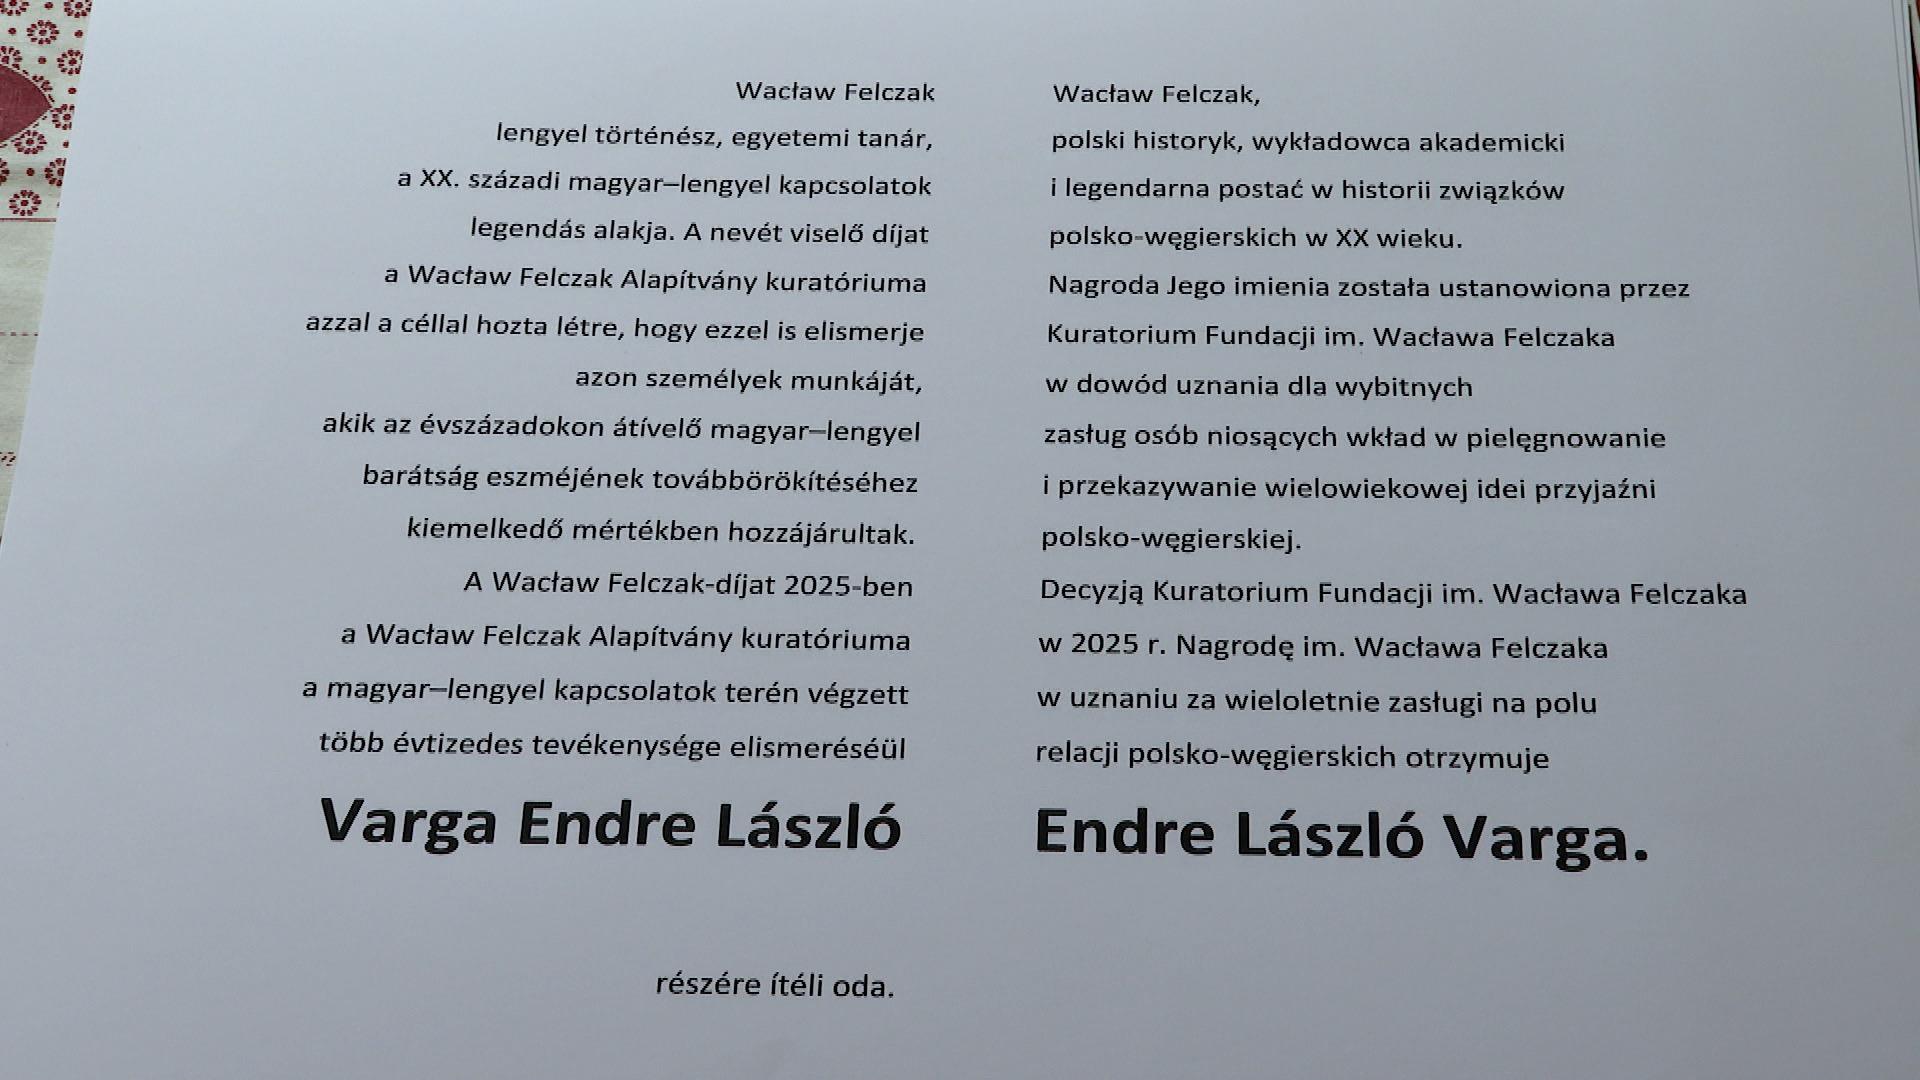 Wacław Felczak
lengyel történész, egyetemi tanár,
a XX. századi magyar–lengyel kapcsolatok
legendás alakja. A nevét viselő díjat
a Wacław Felczak Alapítvány kuratóriuma
azzal a céllal hozta létre, hogy ezzel is elismerje
azon személyek munkáját,
akik az évszázadokon átívelő magyar–lengyel
barátság eszméjének továbbörökítéséhez
kiemelkedő mértékben hozzájárultak.
A Wacław Felczak-díjat 2025-ben
a Wacław Felczak Alapítvány kuratóriuma
a magyar–lengyel kapcsolatok terén végzett
több évtizedes tevékenysége elismeréséül
Varga Endre László
részére ítéli oda.
Wacław Felczak,
polski historyk, wykładowca akademicki
i legendarna postać w historii związków
polsko-węgierskich w XX wieku.
Nagroda Jego imienia została ustanowiona przez
Kuratorium Fundacji im. Wacława Felczaka
w dowód uznania dla wybitnych
zasług osób niosących wkład w pielęgnowanie
i przekazywanie wielowiekowej idei przyjaźni
polsko-węgierskiej.
Decyzją Kuratorium Fundacji im. Wacława Felczaka
w 2025 r. Nagrodę im. Wacława Felczaka
w uznaniu za wieloletnie zasługi na polu
relacji polsko-węgierskich otrzymuje
Endre László Varga.